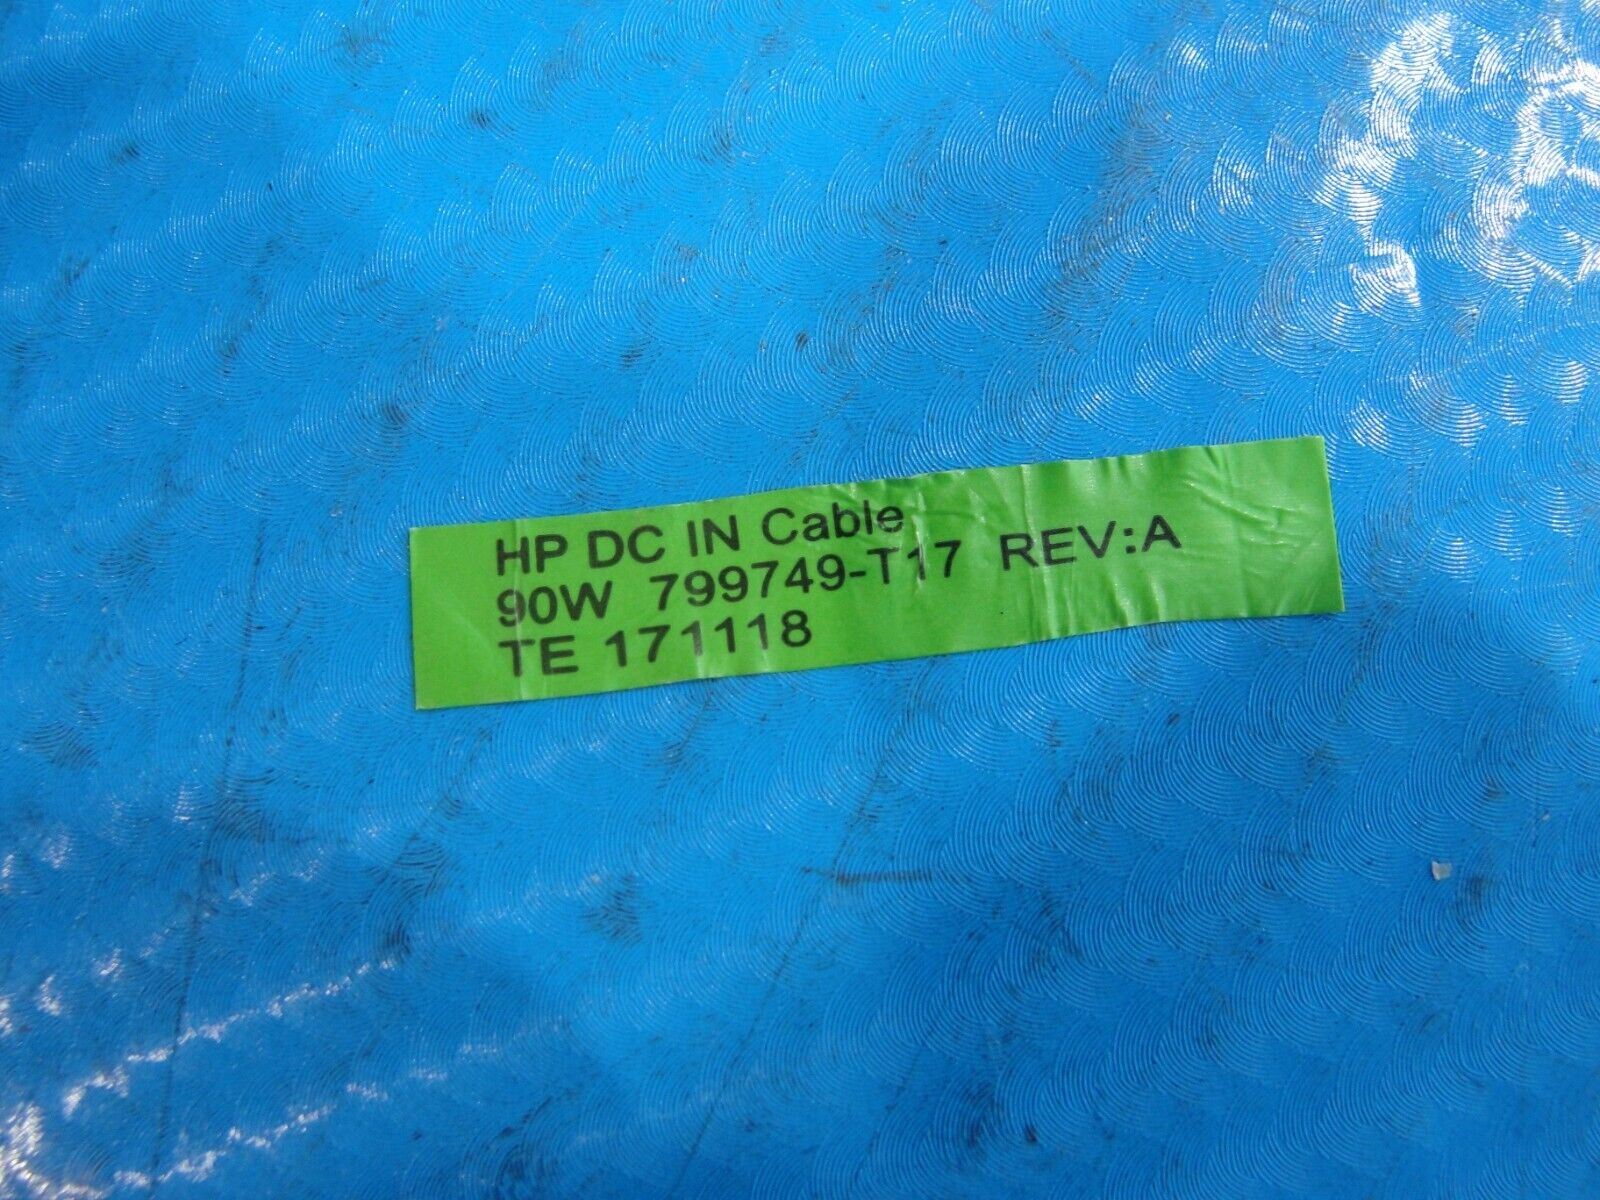 HP DC IN Cable
90W 799749-T17 REV:A
TE 171118